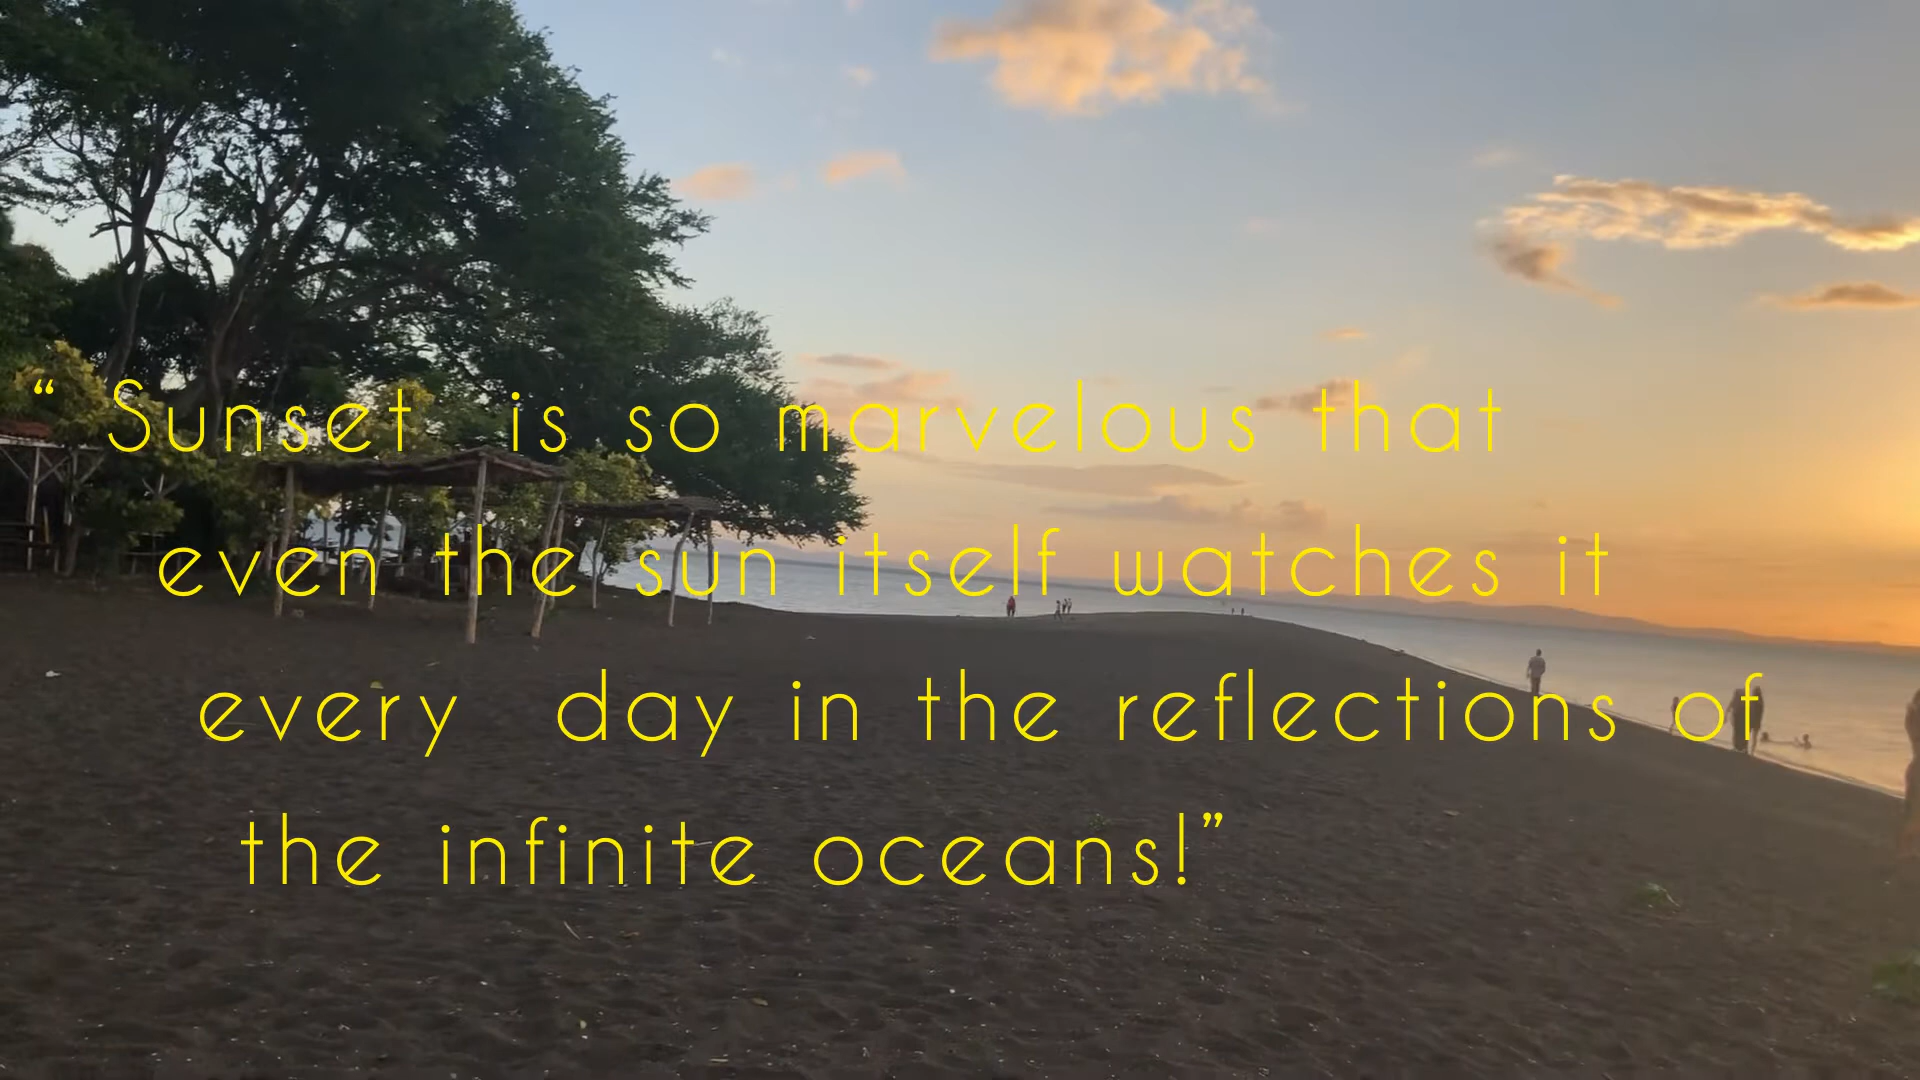 “ Sunset is so marvelous that
even the sun itself watches it
every day in the reflections of
the infinite oceans!”